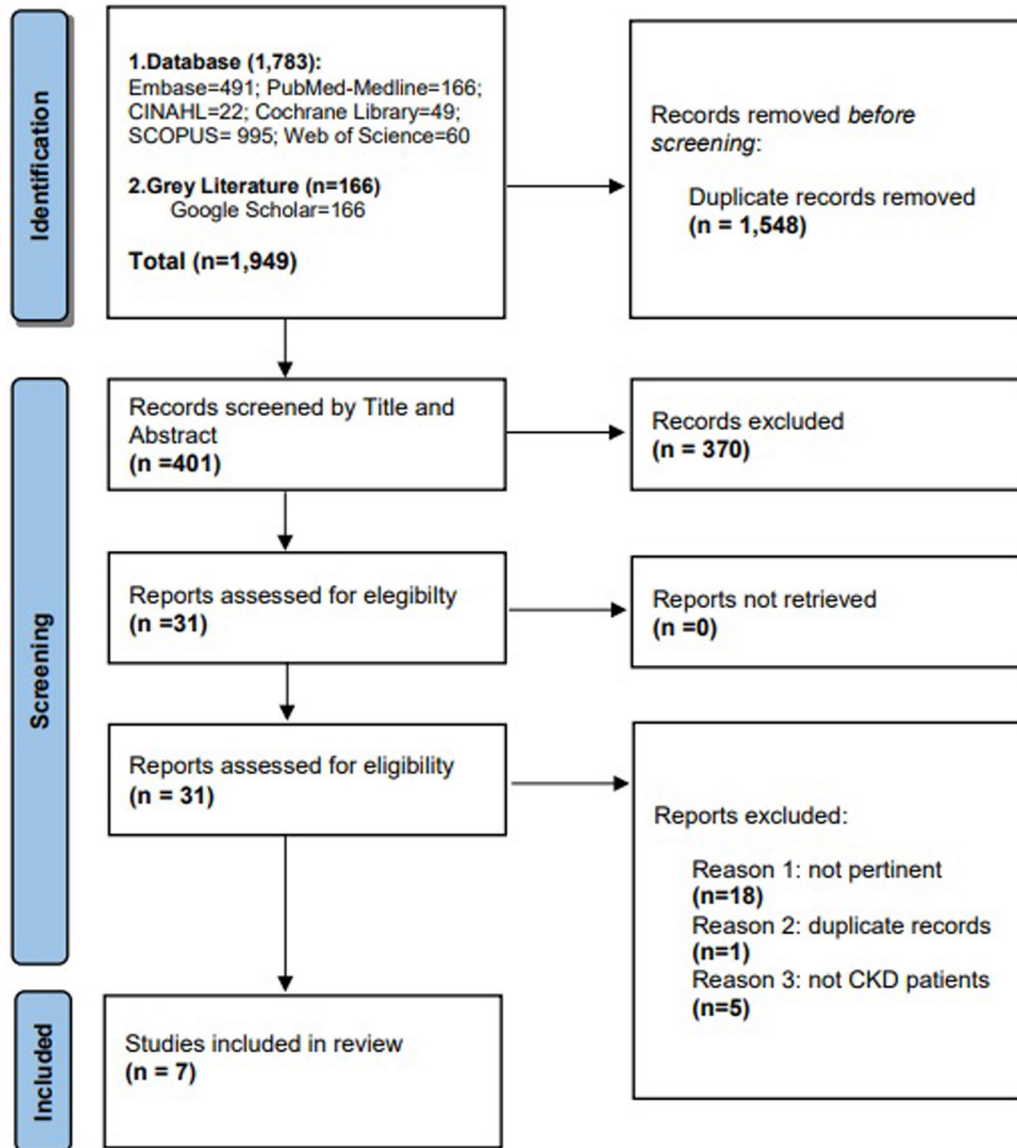 Identification
1.Database (1,783):
Embase=491; PubMed-Medline=166;
CINAHL=22; Cochrane Library=49;
SCOPUS= 995; Web of Science=60
2.Grey Literature (n=166)
Google Scholar=166
Total (n=1,949)
Records removed before
screening:
Duplicate records removed
(n = 1,548)
Screening
Records screened by Title and
Abstract
(n =401)
Records excluded
(n = 370)
Reports assessed for elegibilty
(n =31)
Reports not retrieved
(n =0)
Reports assessed for eligibility
(n = 31)
Reports excluded:
Reason 1: not pertinent
(n=18)
Reason 2: duplicate records
(n=1)
Reason 3: not CKD patients
(n=5)
Included
Studies included in review
(n = 7)